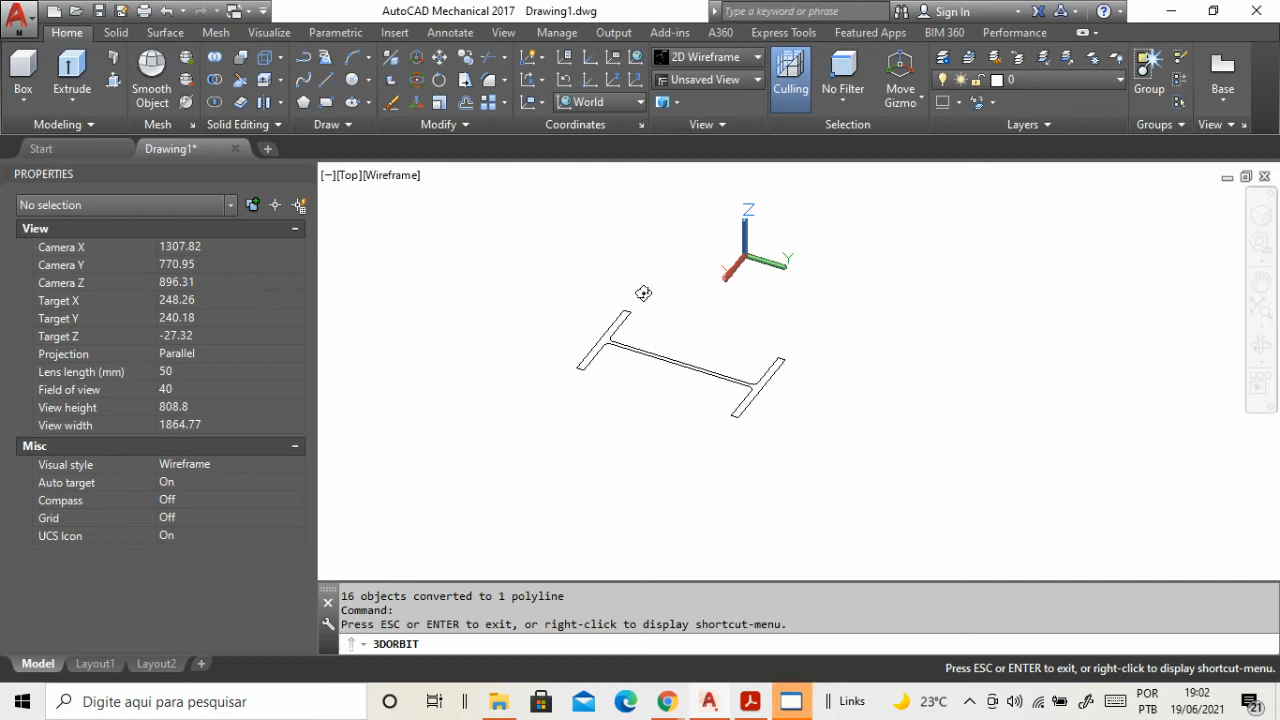 AutoCAD Mechanical 2017 Drawing1.dwg
Type a keyword or phrase
Sign In
Home Solid Surface Mesh Visualize Parametric Insert Annotate View Manage Output Add-ins A360 Express Tools Featured Apps BIM 360 Performance
Box
Extrude
Smooth Object
2D Wireframe
Unsaved View
World
Culling
No Filter
Move Gizmo
0
Group
Base
Modeling Mesh Solid Editing Draw Modify Coordinates View Selection Layers Groups View
Start Drawing1*
PROPERTIES
No selection
View
Camera X 1307.82
Camera Y 770.95
Camera Z 896.31
Target X 248.26
Target Y 240.18
Target Z -27.32
Projection Parallel
Lens length (mm) 50
Field of view 40
View height 808.8
View width 1864.77
Misc
Visual style Wireframe
Auto target On
Compass Off
Grid Off
UCS Icon On
[−][Top][Wireframe]
Z
Y
X
16 objects converted to 1 polyline
Command:
Press ESC or ENTER to exit, or right-click to display shortcut-menu.
3DORBIT
Model Layout1 Layout2
Press ESC or ENTER to exit, or right-click to display shortcut-menu.
Digite aqui para pesquisar
Links
23°C
POR
PTB
19:02
19/06/2021
21